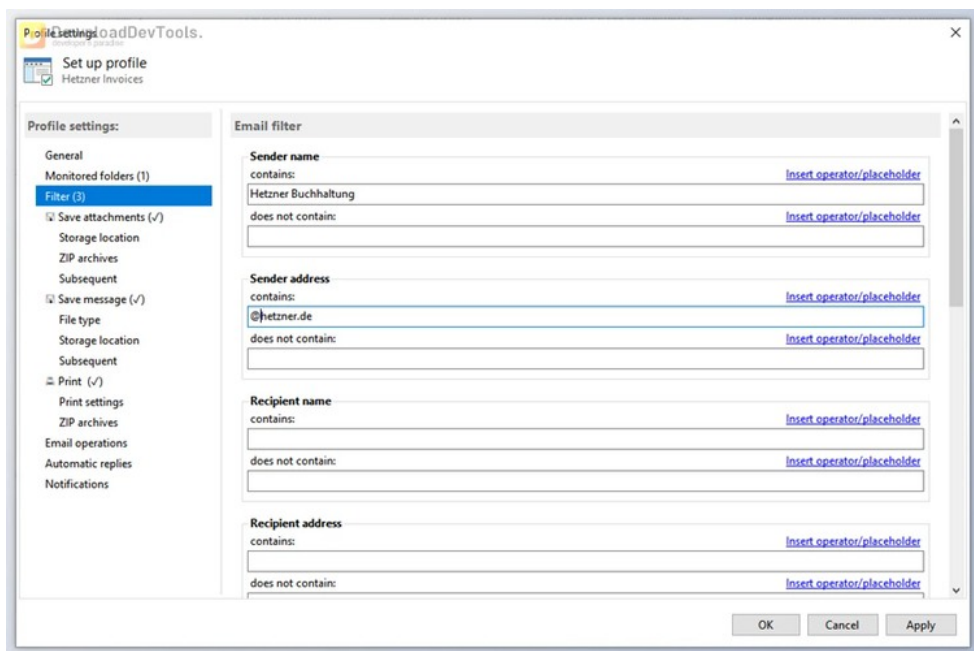 Profile settings
DownloadDevTools.
developer's paradise
Set up profile
Hetzner Invoices
Profile settings:
General
Monitored folders (1)
Filter (3)
Save attachments (√)
Storage location
ZIP archives
Subsequent
Save message (√)
File type
Storage location
Subsequent
Print (√)
Print settings
ZIP archives
Email operations
Automatic replies
Notifications
Email filter
Sender name
contains: Insert operator/placeholder
Hetzner Buchhaltung
does not contain: Insert operator/placeholder
Sender address
contains: Insert operator/placeholder
@hetzner.de
does not contain: Insert operator/placeholder
Recipient name
contains: Insert operator/placeholder
does not contain: Insert operator/placeholder
Recipient address
contains: Insert operator/placeholder
does not contain: Insert operator/placeholder
OK Cancel Apply